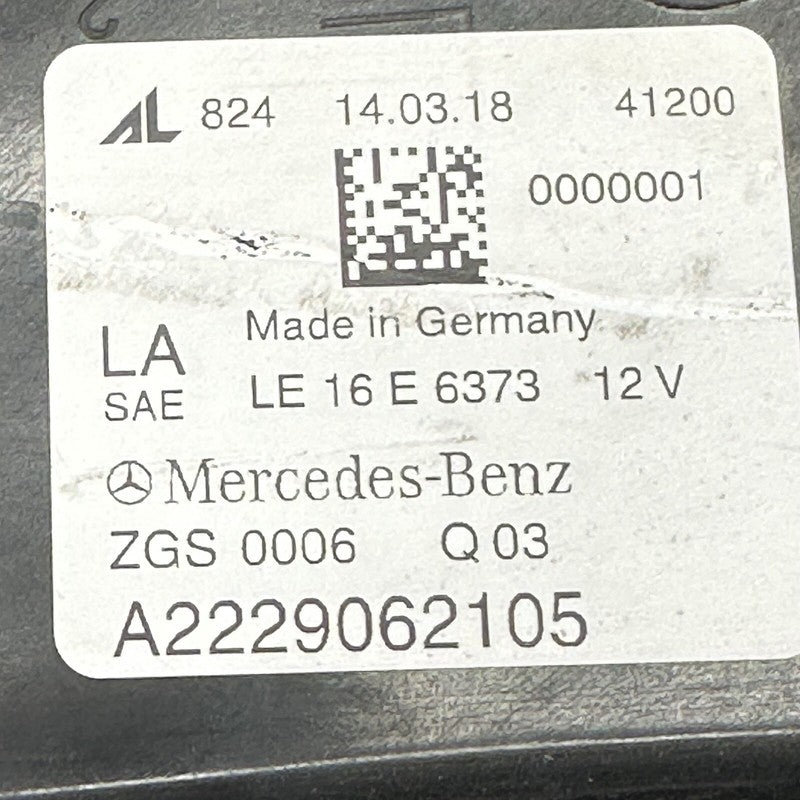 AL 824 14.03.18 41200
0000001
Made in Germany
LA
SAE LE 16 E 6373 12 V
Mercedes-Benz
ZGS 0006 Q 03
A2229062105